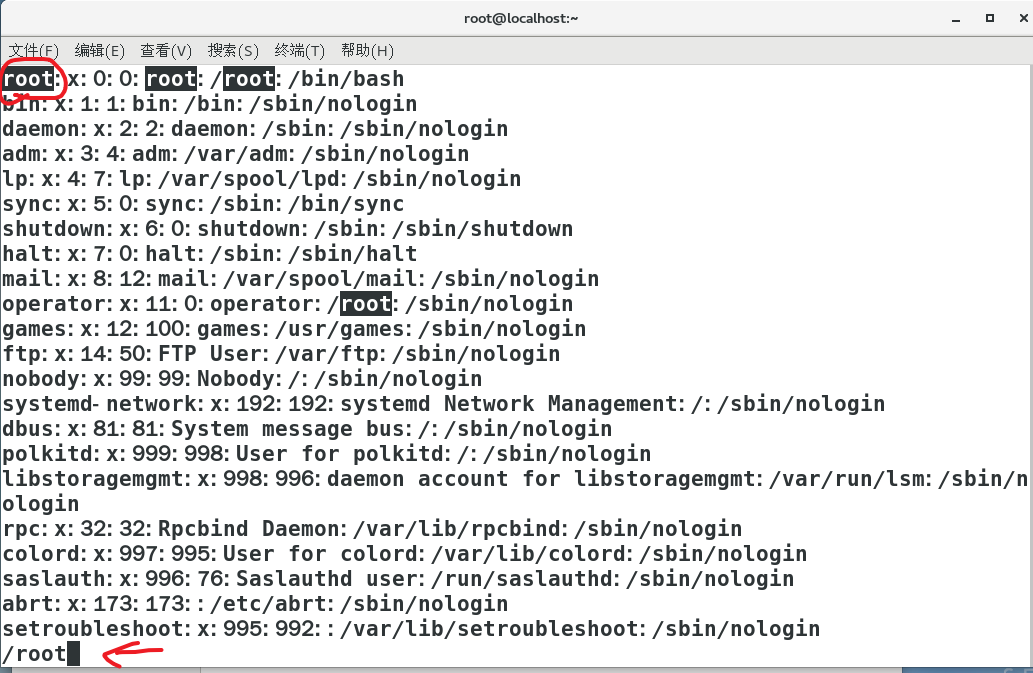 root@localhost:~
文件(F) 编辑(E) 查看(V) 搜索(S) 终端(T) 帮助(H)
root:x:0:0:root:/root:/bin/bash
bin:x:1:1:bin:/bin:/sbin/nologin
daemon:x:2:2:daemon:/sbin:/sbin/nologin
adm:x:3:4:adm:/var/adm:/sbin/nologin
lp:x:4:7:lp:/var/spool/lpd:/sbin/nologin
sync:x:5:0:sync:/sbin:/bin/sync
shutdown:x:6:0:shutdown:/sbin:/sbin/shutdown
halt:x:7:0:halt:/sbin:/sbin/halt
mail:x:8:12:mail:/var/spool/mail:/sbin/nologin
operator:x:11:0:operator:/root:/sbin/nologin
games:x:12:100:games:/usr/games:/sbin/nologin
ftp:x:14:50:FTP User:/var/ftp:/sbin/nologin
nobody:x:99:99:Nobody:/:/sbin/nologin
systemd-network:x:192:192:systemd Network Management:/:/sbin/nologin
dbus:x:81:81:System message bus:/:/sbin/nologin
polkitd:x:999:998:User for polkitd:/:/sbin/nologin
libstoragemgmt:x:998:996:daemon account for libstoragemgmt:/var/run/lsm:/sbin/n
ologin
rpc:x:32:32:Rpcbind Daemon:/var/lib/rpcbind:/sbin/nologin
colord:x:997:995:User for colord:/var/lib/colord:/sbin/nologin
saslauth:x:996:76:Saslauthd user:/run/saslauthd:/sbin/nologin
abrt:x:173:173::/etc/abrt:/sbin/nologin
setroubleshoot:x:995:992::/var/lib/setroubleshoot:/sbin/nologin
/root